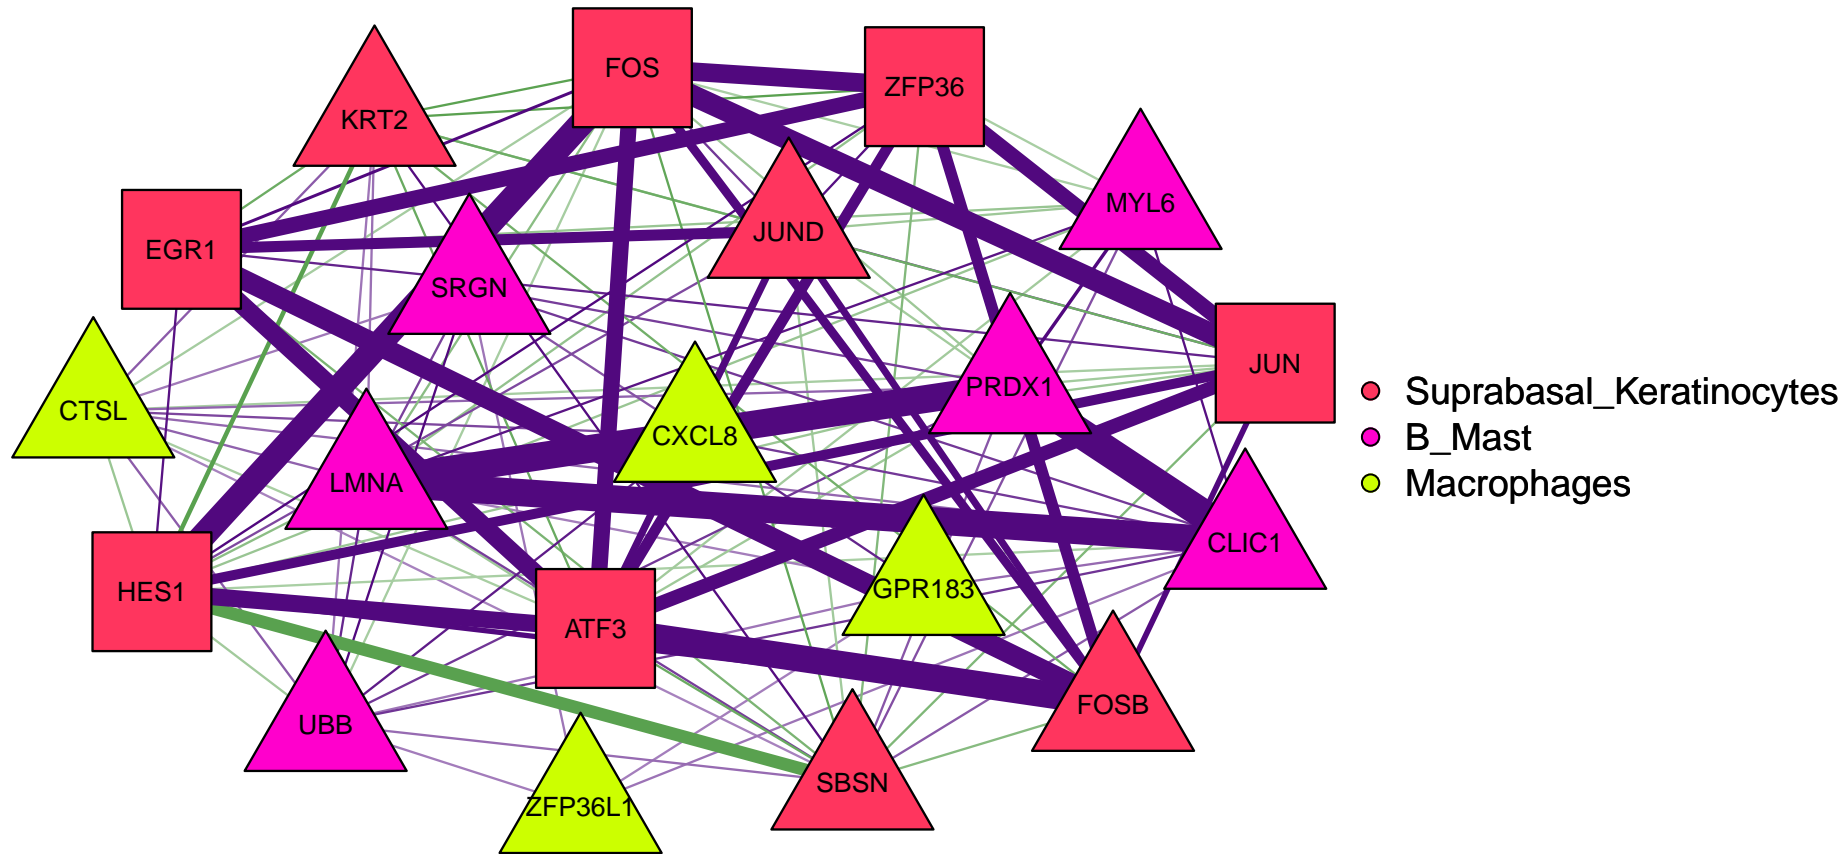 FOS
ZFP36
KRT2
MYL6
JUND
EGR1
SRGN
JUN
PRDX1
CTSL
CXCL8
LMNA
CLIC1
GPR183
HES1
ATF3
FOSB
UBB
SBSN
ZFP36L1
Suprabasal_Keratinocytes
B_Mast
Macrophages